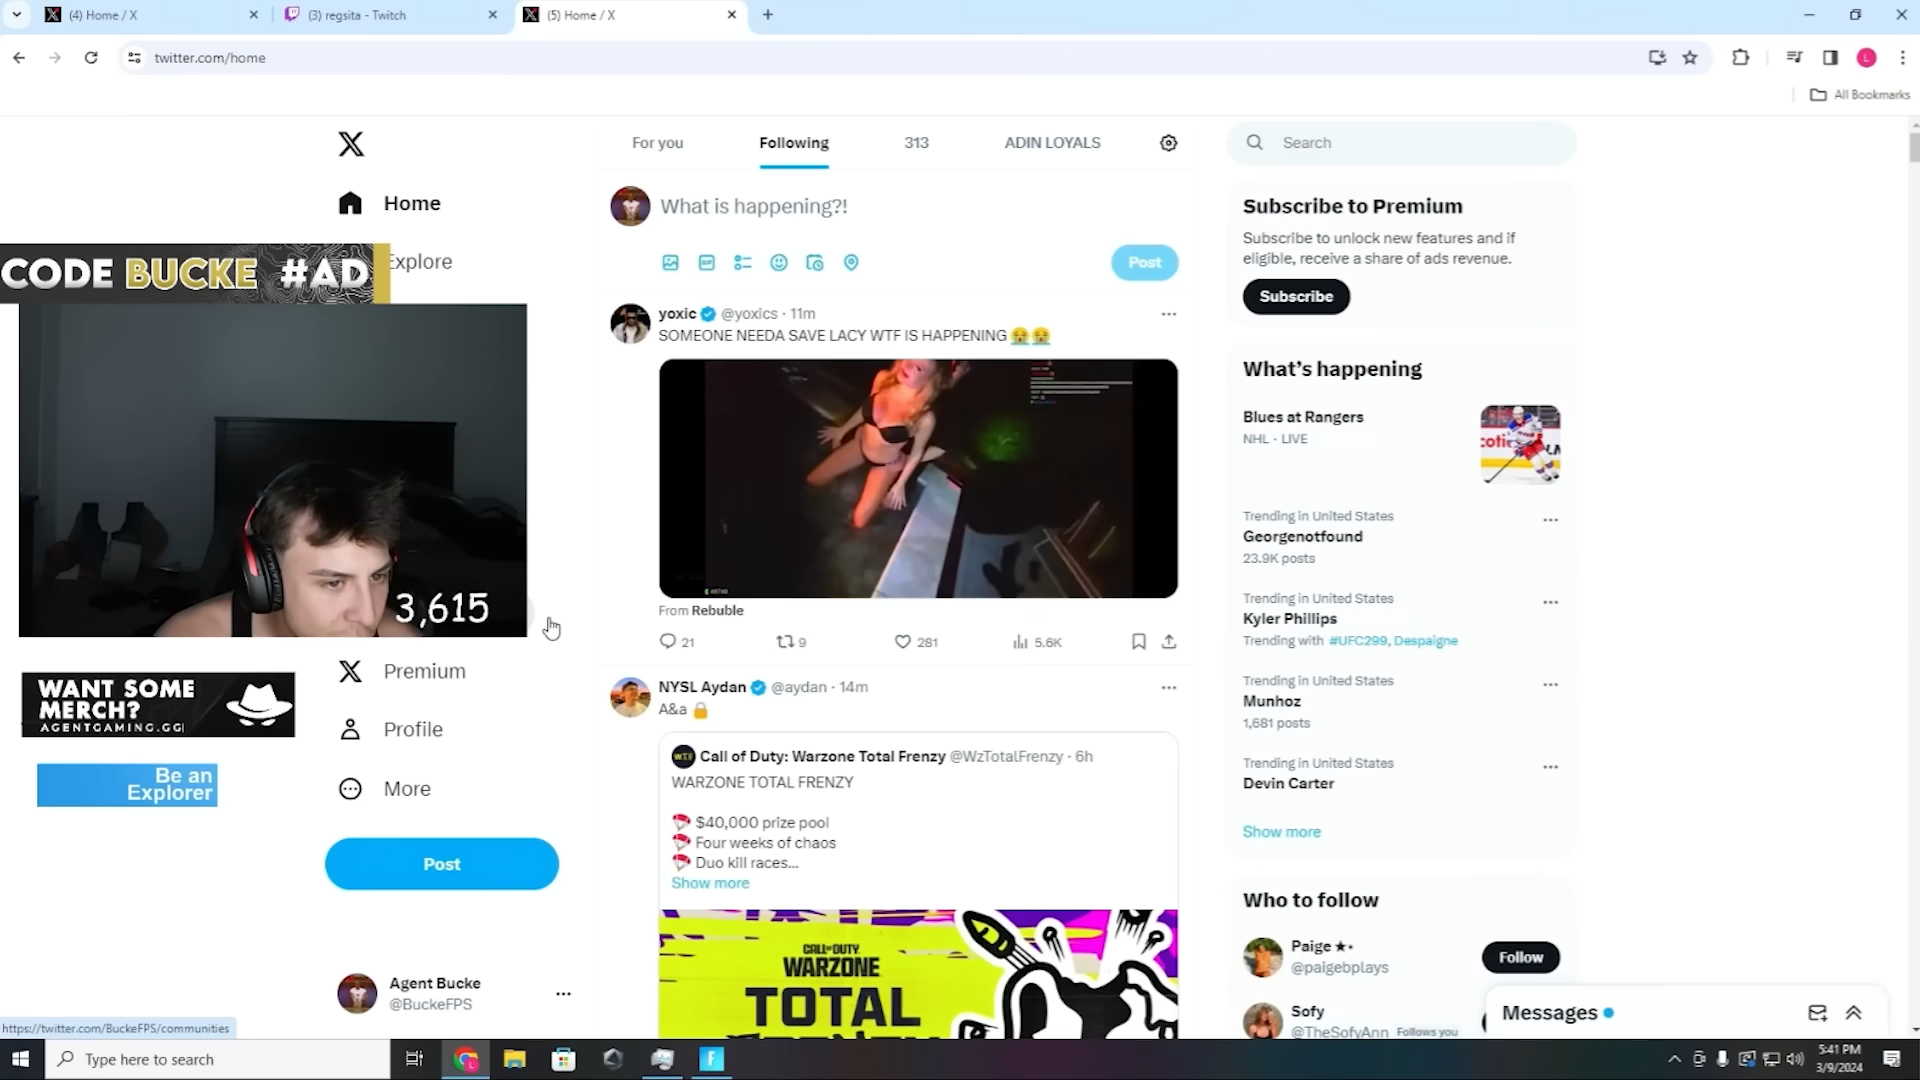 (4) Home / X
(3) regsita - Twitch
(5) Home / X
twitter.com/home
L
All Bookmarks
For you
Following
313
ADIN LOYALS
Search
Home
What is happening?!
Explore
CODE BUCKE #AD
GIF
Post
Subscribe to Premium
Subscribe to unlock new features and if
eligible, receive a share of ads revenue.
Subscribe
yoxic @yoxics · 11m
SOMEONE NEEDA SAVE LACY WTF IS HAPPENING 😭😭
From Rebuble
21
9
281
5.6K
3,615
What's happening
Blues at Rangers
NHL · LIVE
Trending in United States
Georgenotfound
23.9K posts
Trending in United States
Kyler Phillips
Trending with #UFC299, Despaigne
Trending in United States
Munhoz
1,681 posts
Trending in United States
Devin Carter
Show more
Premium
WANT SOME
MERCH?
AGENTGAMING.GG
Profile
Be an
Explorer
More
Post
NYSL Aydan @aydan · 14m
A&a 🔒
WTF
Call of Duty: Warzone Total Frenzy @WzTotalFrenzy · 6h
WARZONE TOTAL FRENZY
🪂 $40,000 prize pool
🪂 Four weeks of chaos
🪂 Duo kill races...
Show more
CALL OF DUTY
WARZONE
TOTAL
Who to follow
Paige ★·
@paigebplays
Follow
Sofy
@TheSofyAnn Follows you
Messages
Agent Bucke
@BuckeFPS
https://twitter.com/BuckeFPS/communities
Type here to search
5:41 PM
3/9/2024